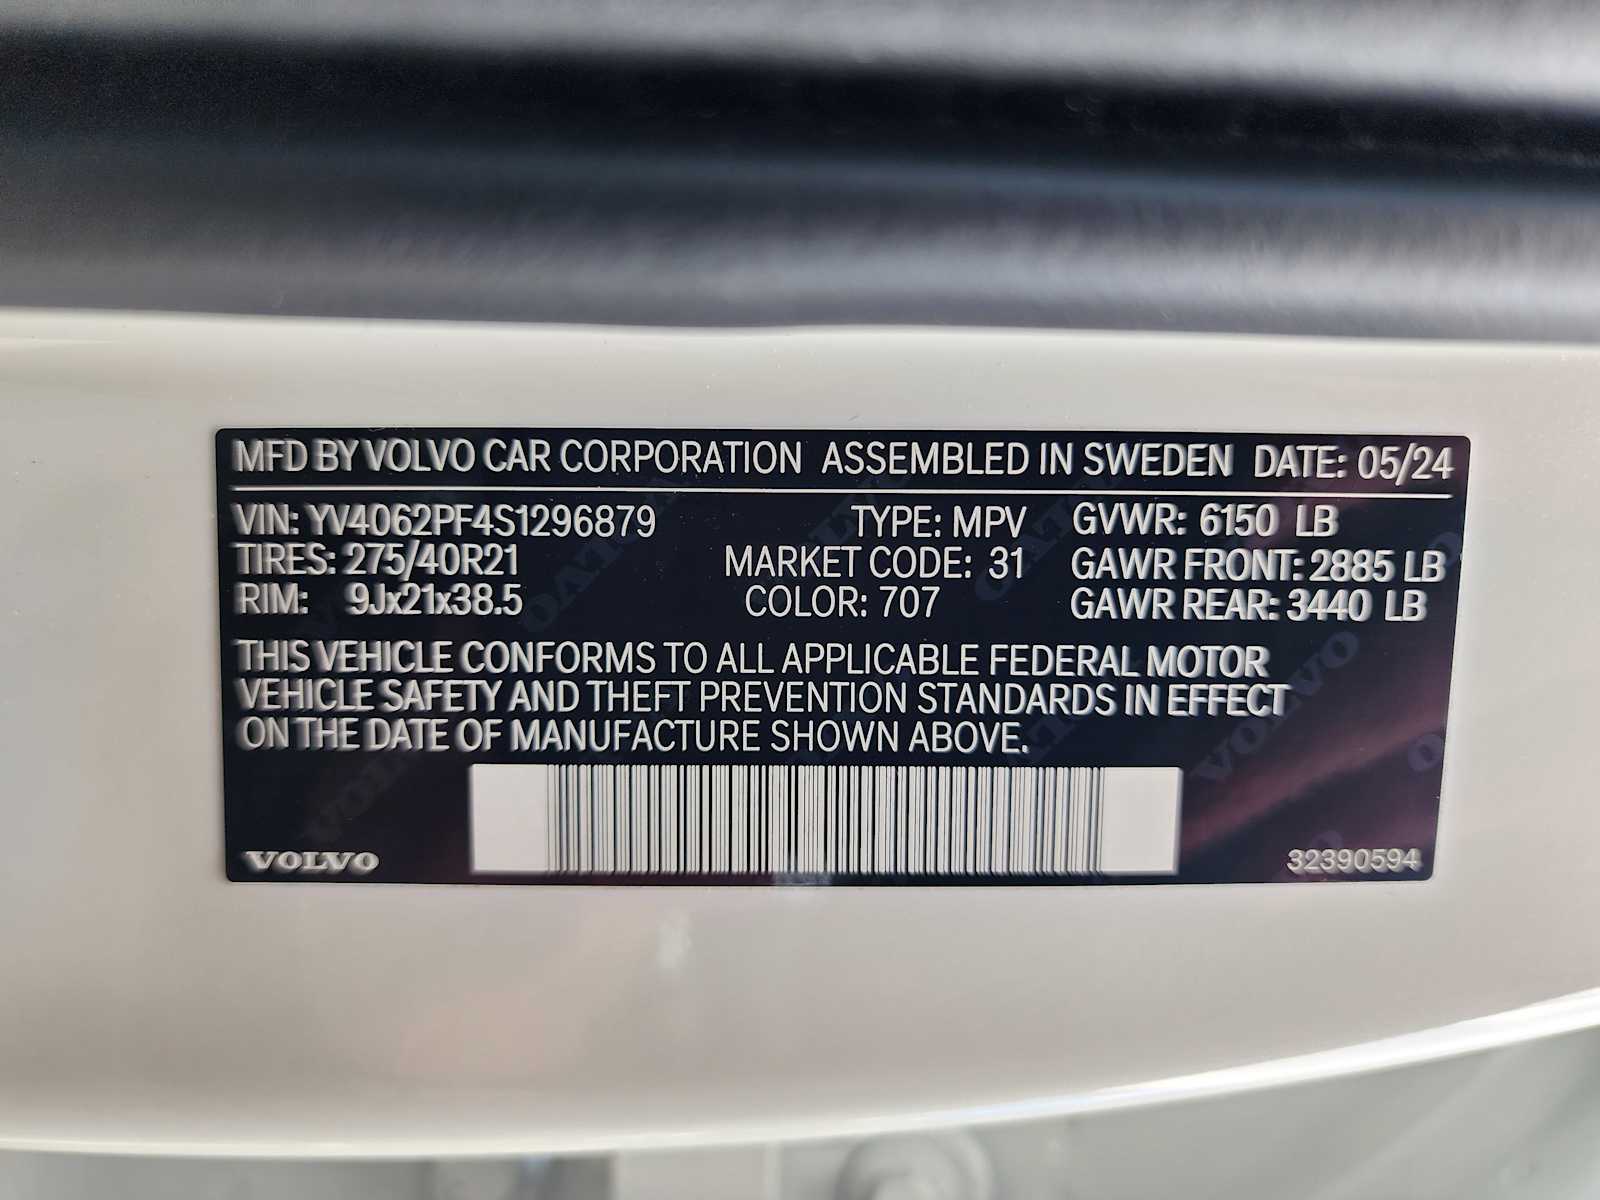 MFD BY VOLVO CAR CORPORATION ASSEMBLED IN SWEDEN DATE: 05/24
VIN: YV4062PF4S1296879 TYPE: MPV GVWR: 6150 LB
TIRES: 275/40R21 MARKET CODE: 31 GAWR FRONT: 2885 LB
RIM: 9Jx21x38.5 COLOR: 707 GAWR REAR: 3440 LB
THIS VEHICLE CONFORMS TO ALL APPLICABLE FEDERAL MOTOR
VEHICLE SAFETY AND THEFT PREVENTION STANDARDS IN EFFECT
ON THE DATE OF MANUFACTURE SHOWN ABOVE.
VOLVO 32390594